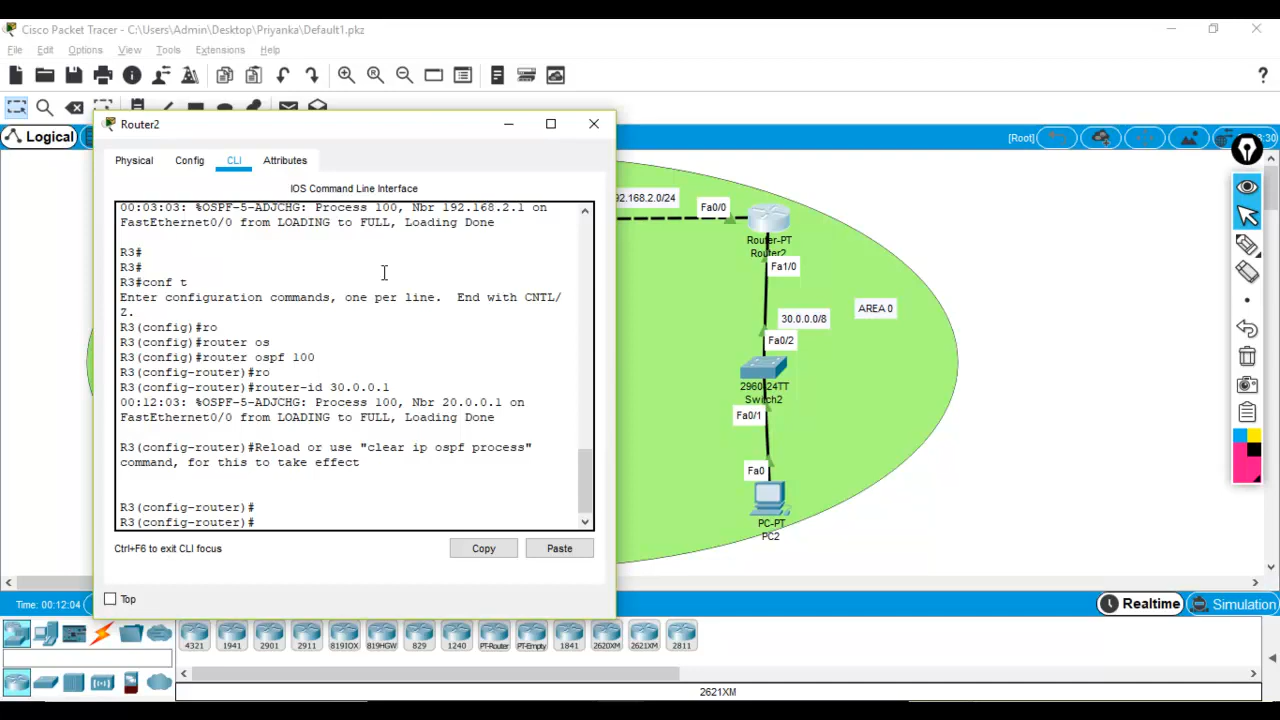 Cisco Packet Tracer - C:\Users\Admin\Desktop\Priyanka\Default1.pkz
File Edit Options View Tools Extensions Help
Logical
[Root]
Router2
Physical Config CLI Attributes
IOS Command Line Interface
00:03:03: %OSPF-5-ADJCHG: Process 100, Nbr 192.168.2.1 on
FastEthernet0/0 from LOADING to FULL, Loading Done
R3#
R3#
R3#conf t
Enter configuration commands, one per line.  End with CNTL/
Z.
R3(config)#ro
R3(config)#router os
R3(config)#router ospf 100
R3(config-router)#ro
R3(config-router)#router-id 30.0.0.1
00:12:03: %OSPF-5-ADJCHG: Process 100, Nbr 20.0.0.1 on
FastEthernet0/0 from LOADING to FULL, Loading Done
R3(config-router)#Reload or use "clear ip ospf process"
command, for this to take effect
R3(config-router)#
R3(config-router)#
Ctrl+F6 to exit CLI focus
Copy
Paste
Top
92.168.2.0/24
Fa0/0
Router-PT
Router2
Fa1/0
30.0.0.0/8
AREA 0
Fa0/2
2960-24TT
Switch2
Fa0/1
Fa0
PC-PT
PC2
Time: 00:12:04
Realtime
Simulation
4321 1941 2901 2911 819IOX 819HGW 829 1240 PT-Router PT-Empty 1841 2620XM 2621XM 2811
2621XM